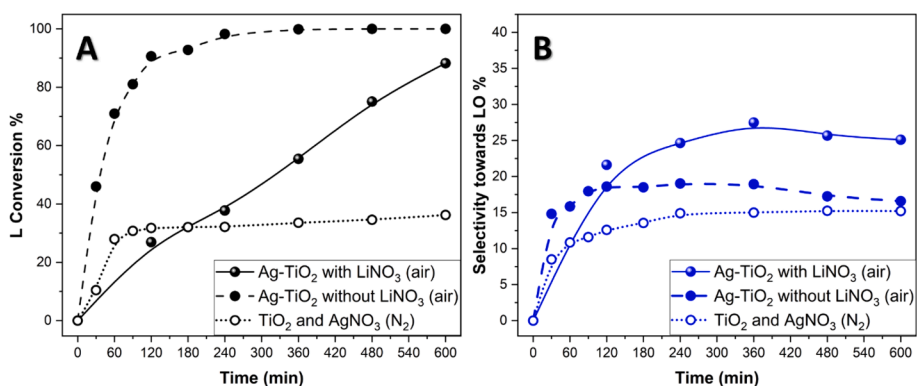 A
L Conversion %
100
80
60
40
20
0
Ag-TiO₂ with LiNO₃ (air)
Ag-TiO₂ without LiNO₃ (air)
TiO₂ and AgNO₃ (N₂)
0 60 120 180 240 300 360 420 480 540 600
Time (min)
B
Selectivity towards LO %
40
35
30
25
20
15
10
5
0
Ag-TiO₂ with LiNO₃ (air)
Ag-TiO₂ without LiNO₃ (air)
TiO₂ and AgNO₃ (N₂)
0 60 120 180 240 300 360 420 480 540 600
Time (min)